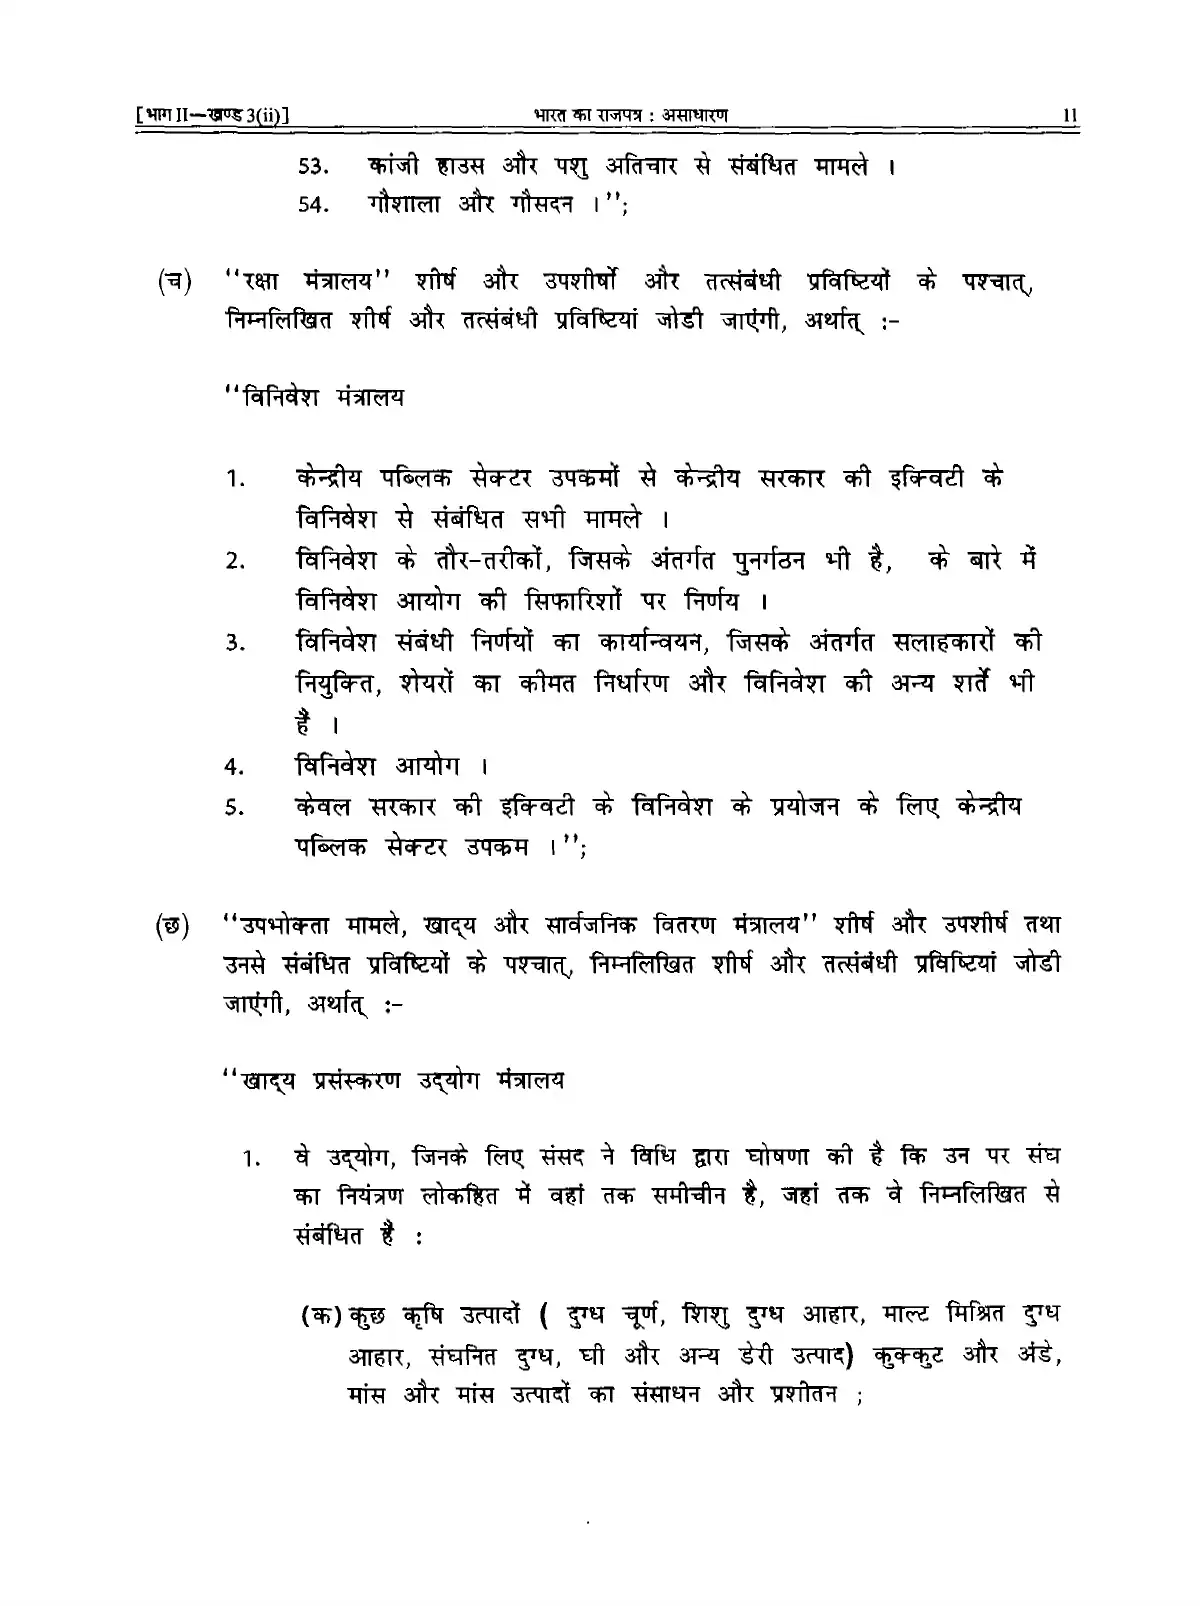 [भाग II—खण्ड 3(ii)] भारत का राजपत्र : असाधारण 11
53. कांजी हाउस और पशु अतिचार से संबंधित मामले ।
54. गौशाला और गौसदन ।'';
(च) ''रक्षा मंत्रालय'' शीर्ष और उपशीर्षों और तत्संबंधी प्रविष्टियों के पश्चात्,
निम्नलिखित शीर्ष और तत्संबंधी प्रविष्टियां जोडी जाएंगी, अर्थात् :-
''विनिवेश मंत्रालय
1. केन्द्रीय पब्लिक सेक्टर उपक्रमों से केन्द्रीय सरकार की इक्विटी के
विनिवेश से संबंधित सभी मामले ।
2. विनिवेश के तौर-तरीकों, जिसके अंतर्गत पुनर्गठन भी है, के बारे में
विनिवेश आयोग की सिफारिशों पर निर्णय ।
3. विनिवेश संबंधी निर्णयों का कार्यान्वयन, जिसके अंतर्गत सलाहकारों की
नियुक्ति, शेयरों का कीमत निर्धारण और विनिवेश की अन्य शर्तें भी
हैं ।
4. विनिवेश आयोग ।
5. केवल सरकार की इक्विटी के विनिवेश के प्रयोजन के लिए केन्द्रीय
पब्लिक सेक्टर उपक्रम ।'';
(छ) ''उपभोक्ता मामले, खाद्य और सार्वजनिक वितरण मंत्रालय'' शीर्ष और उपशीर्ष तथा
उनसे संबंधित प्रविष्टियों के पश्चात्, निम्नलिखित शीर्ष और तत्संबंधी प्रविष्टियां जोडी
जाएंगी, अर्थात् :-
''खाद्य प्रसंस्करण उद्योग मंत्रालय
1. वे उद्योग, जिनके लिए संसद ने विधि द्वारा घोषणा की है कि उन पर संघ
का नियंत्रण लोकहित में वहां तक समीचीन है, जहां तक वे निम्नलिखित से
संबंधित हैं :
(क) कुछ कृषि उत्पादों ( दुग्ध चूर्ण, शिशु दुग्ध आहार, माल्ट मिश्रित दुग्ध
आहार, संघनित दुग्ध, घी और अन्य डेरी उत्पाद) कुक्कुट और अंडे,
मांस और मांस उत्पादों का संसाधन और प्रशीतन ;